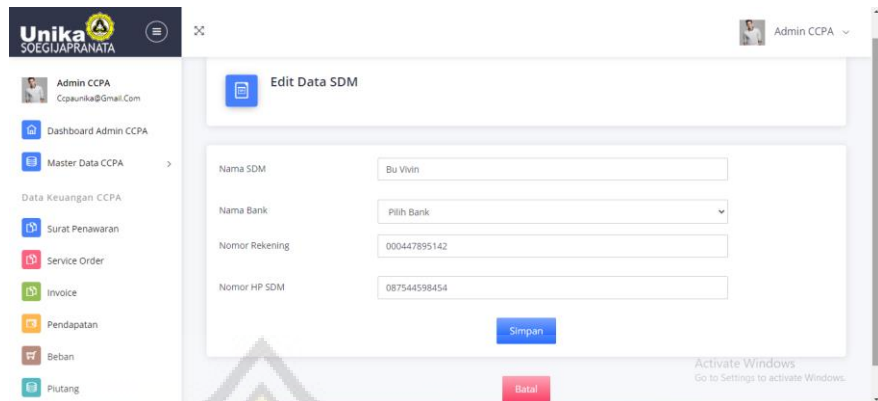 Unika
SOEGIJAPRANATA
Admin CCPA
Admin CCPA
Ccpaunika@Gmail.Com
Dashboard Admin CCPA
Master Data CCPA
Data Keuangan CCPA
Surat Penawaran
Service Order
Invoice
Pendapatan
Beban
Piutang
Edit Data SDM
Nama SDM
Bu Vivin
Nama Bank
Pilih Bank
Nomor Rekening
000447895142
Nomor HP SDM
087544598454
Simpan
Batal
Activate Windows
Go to Settings to activate Windows.